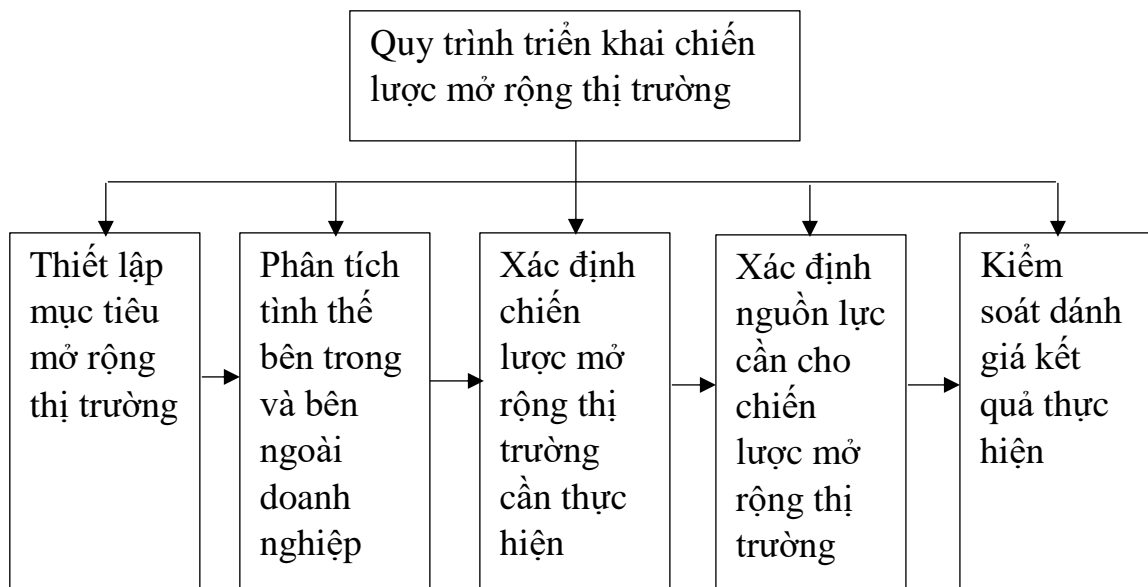 Quy trình triển khai chiến
lược mở rộng thị trường
Thiết lập
mục tiêu
mở rộng
thị trường
Phân tích
tình thế
bên trong
và bên
ngoài
doanh
nghiệp
Xác định
chiến
lược mở
rộng thị
trường
cần thực
hiện
Xác định
nguồn lực
cần cho
chiến
lược mở
rộng thị
trường
Kiểm
soát dánh
giá kết
quả thực
hiện